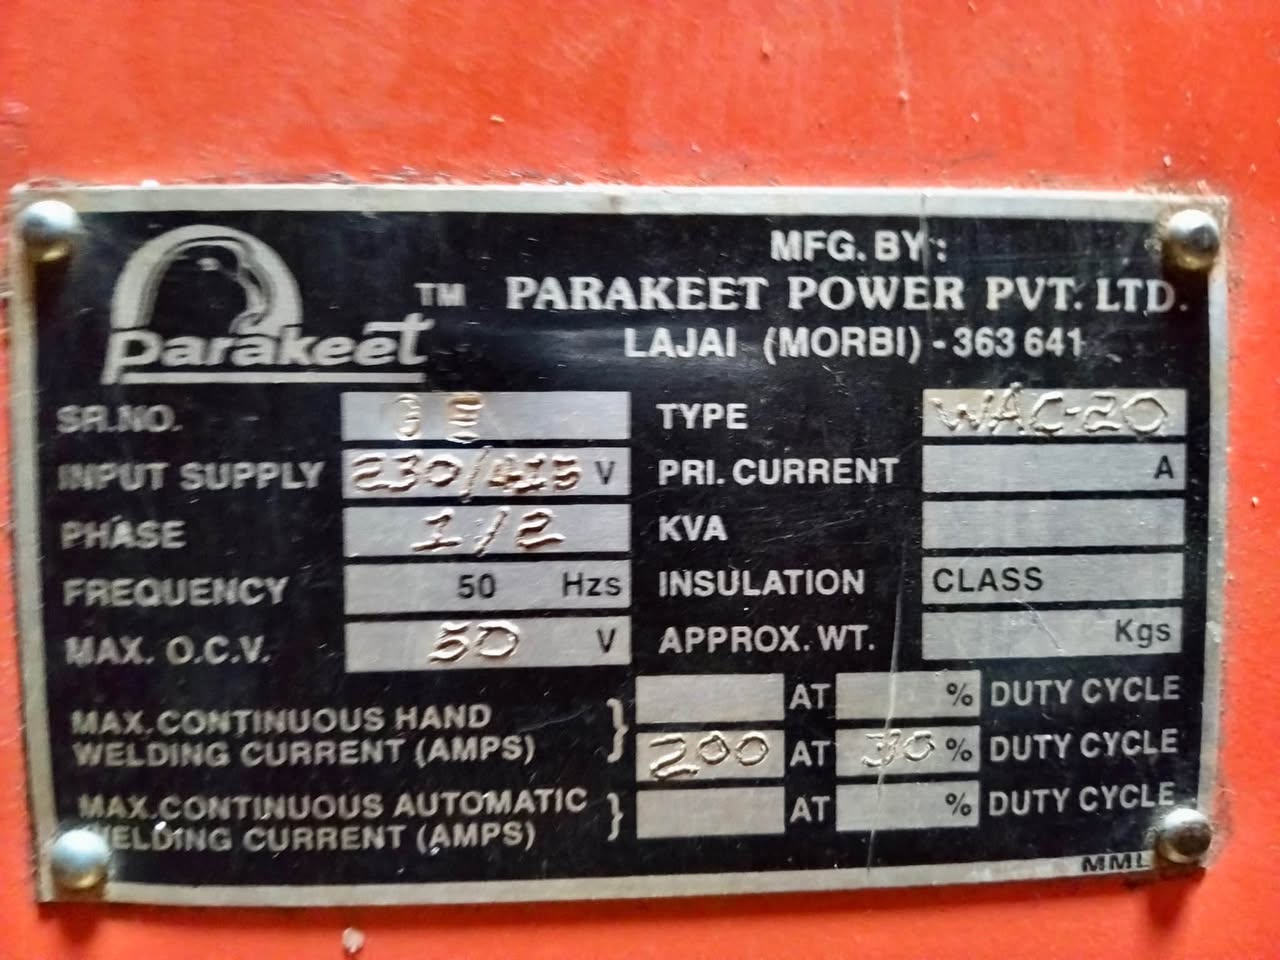 Parakeet TM
MFG. BY :
PARAKEET POWER PVT. LTD.
LAJAI (MORBI) - 363 641
SR.NO. TYPE WAC-20
INPUT SUPPLY 230/415 V PRI. CURRENT A
PHASE 1/2 KVA
FREQUENCY 50 Hzs INSULATION CLASS
MAX. O.C.V. 50 V APPROX. WT. Kgs
AT % DUTY CYCLE
MAX. CONTINUOUS HAND
WELDING CURRENT (AMPS) } 200 AT 30 % DUTY CYCLE
MAX. CONTINUOUS AUTOMATIC
WELDING CURRENT (AMPS) } AT % DUTY CYCLE
MML